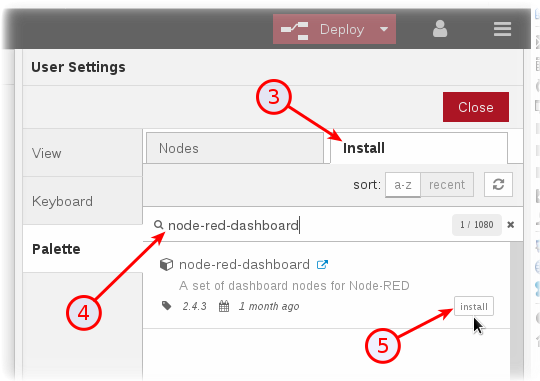 Deploy
User Settings
3
Close
View
Nodes
Install
sort: a-z recent
Keyboard
node-red-dashboard
1 / 1080
Palette
node-red-dashboard
A set of dashboard nodes for Node-RED
2.4.3 1 month ago
install
4
5